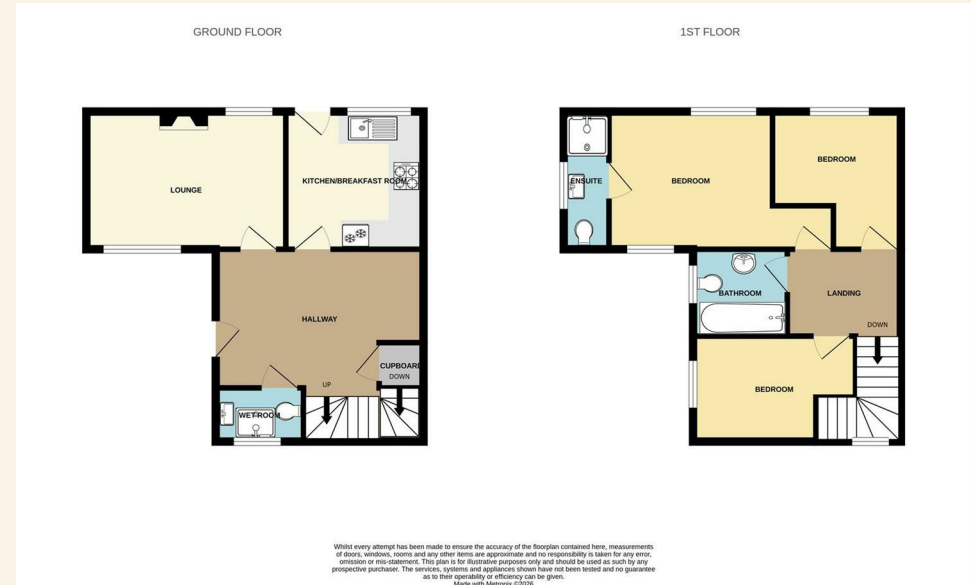 GROUND FLOOR
1ST FLOOR
LOUNGE
KITCHEN/BREAKFAST ROOM
HALLWAY
CUPBOARD
DOWN
UP
WET ROOM
ENSUITE
BEDROOM
BEDROOM
BATHROOM
LANDING
DOWN
BEDROOM
Whilst every attempt has been made to ensure the accuracy of the floorplan contained here, measurements
of doors, windows, rooms and any other items are approximate and no responsibility is taken for any error,
omission or mis-statement. This plan is for illustrative purposes only and should be used as such by any
prospective purchaser. The services, systems and appliances shown have not been tested and no guarantee
as to their operability or efficiency can be given.
Made with Metropix ©2026